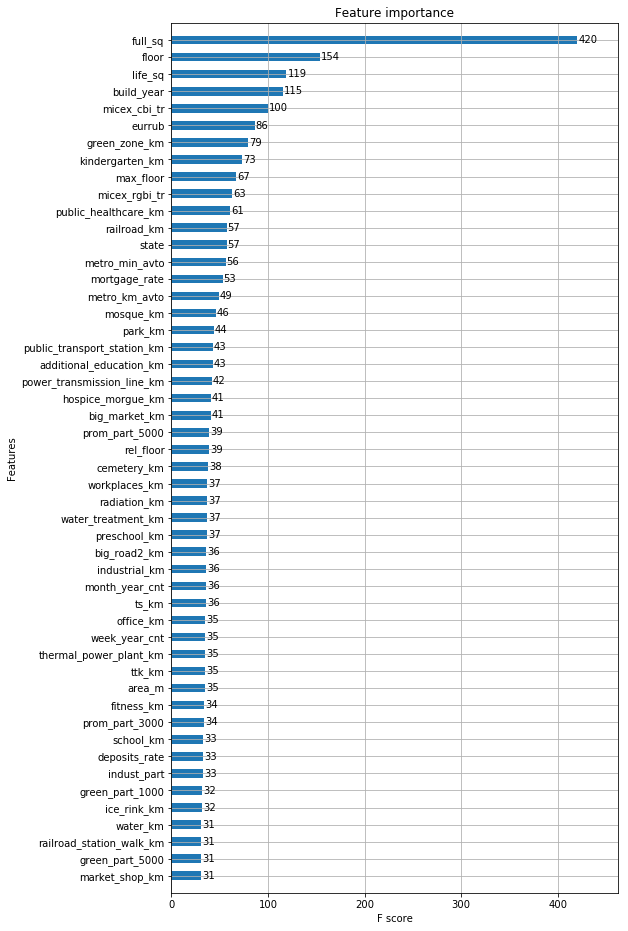 Feature importance
full_sq 420
floor 154
life_sq 119
build_year 115
micex_cbi_tr 100
eurrub 86
green_zone_km 79
kindergarten_km 73
max_floor 67
micex_rgbi_tr 63
public_healthcare_km 61
railroad_km 57
state 57
metro_min_avto 56
mortgage_rate 53
metro_km_avto 49
mosque_km 46
park_km 44
public_transport_station_km 43
additional_education_km 43
power_transmission_line_km 42
hospice_morgue_km 41
big_market_km 41
prom_part_5000 39
rel_floor 39
cemetery_km 38
workplaces_km 37
radiation_km 37
water_treatment_km 37
preschool_km 37
big_road2_km 36
industrial_km 36
month_year_cnt 36
ts_km 36
office_km 35
week_year_cnt 35
thermal_power_plant_km 35
ttk_km 35
area_m 35
fitness_km 34
prom_part_3000 34
school_km 33
deposits_rate 33
indust_part 33
green_part_1000 32
ice_rink_km 32
water_km 31
railroad_station_walk_km 31
green_part_5000 31
market_shop_km 31
Features
0 100 200 300 400
F score